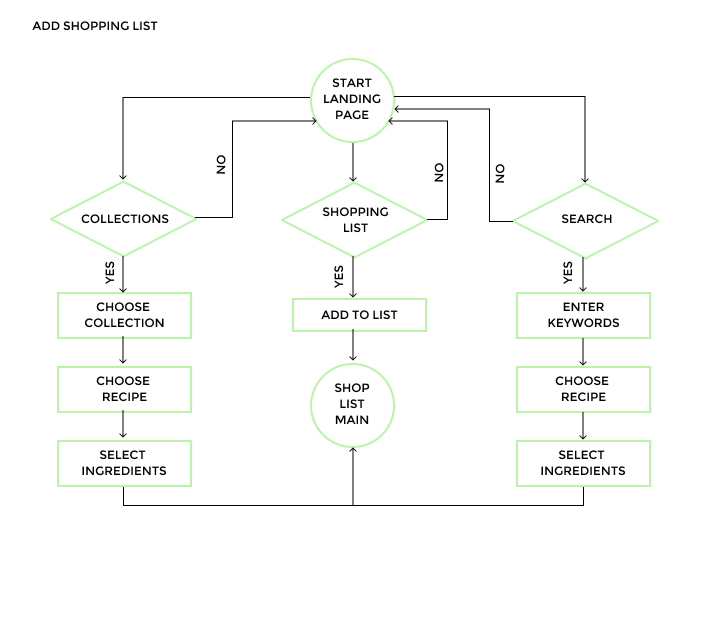 ADD SHOPPING LIST
START
LANDING
PAGE
NO
NO
NO
COLLECTIONS
SHOPPING
LIST
SEARCH
YES
YES
YES
CHOOSE
COLLECTION
ADD TO LIST
ENTER
KEYWORDS
CHOOSE
RECIPE
SHOP
LIST
MAIN
CHOOSE
RECIPE
SELECT
INGREDIENTS
SELECT
INGREDIENTS